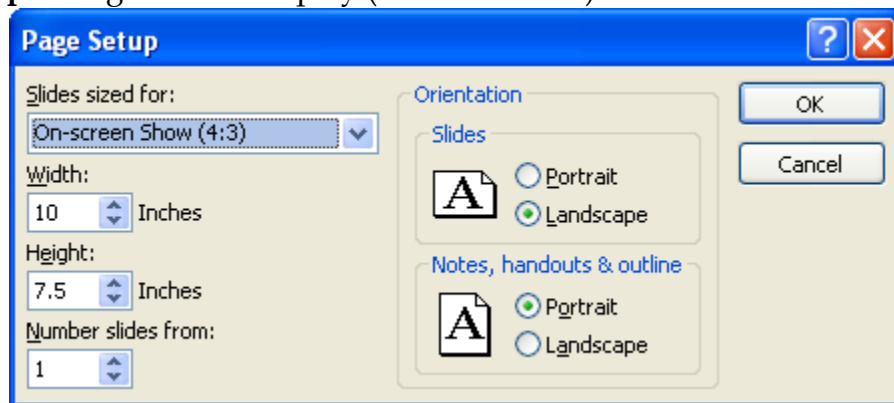 Page Setup
Slides sized for:
On-screen Show (4:3)
Width:
10 Inches
Height:
7.5 Inches
Number slides from:
1
Orientation
Slides
A
Portrait
Landscape
Notes, handouts & outline
A
Portrait
Landscape
OK
Cancel